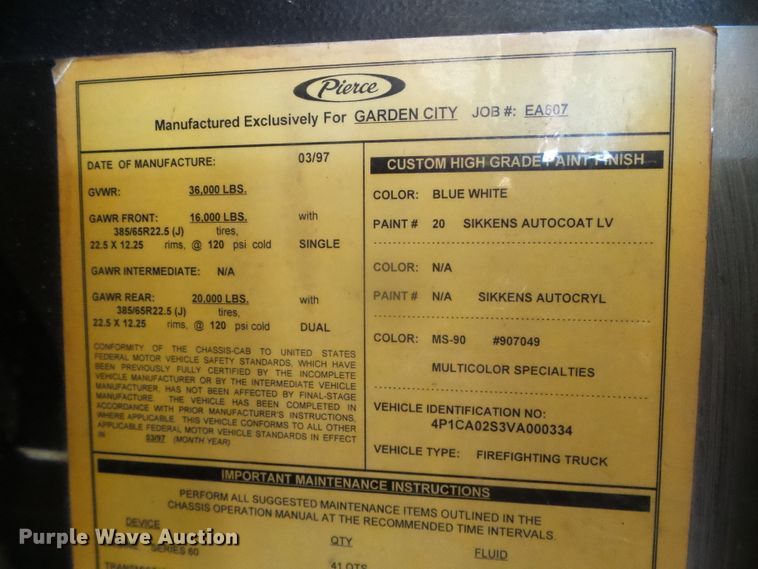 Pierce
Manufactured Exclusively For GARDEN CITY JOB #: EA607
DATE OF MANUFACTURE: 03/97
GVWR: 36,000 LBS.
GAWR FRONT: 16,000 LBS. with
385/65R22.5 (J) tires,
22.5 X 12.25 rims, @ 120 psi cold SINGLE
GAWR INTERMEDIATE: N/A
GAWR REAR: 20,000 LBS. with
385/65R22.5 (J) tires,
22.5 X 12.25 rims, @ 120 psi cold DUAL
CONFORMITY OF THE CHASSIS-CAB TO UNITED STATES
FEDERAL MOTOR VEHICLE SAFETY STANDARDS, WHICH HAVE
BEEN PREVIOUSLY FULLY CERTIFIED BY THE INCOMPLETE
VEHICLE MANUFACTURER OR BY THE INTERMEDIATE VEHICLE
MANUFACTURER, HAS NOT BEEN AFFECTED BY FINAL-STAGE
MANUFACTURE. THE VEHICLE HAS BEEN COMPLETED IN
ACCORDANCE WITH PRIOR MANUFACTURER'S INSTRUCTIONS,
WHERE APPLICABLE. THIS VEHICLE CONFORMS TO ALL OTHER
APPLICABLE FEDERAL MOTOR VEHICLE STANDARDS IN EFFECT
IN 03/97 (MONTH YEAR)
CUSTOM HIGH GRADE PAINT FINISH
COLOR: BLUE WHITE
PAINT # 20 SIKKENS AUTOCOAT LV
COLOR: N/A
PAINT # N/A SIKKENS AUTOCRYL
COLOR: MS-90 #907049
MULTICOLOR SPECIALTIES
VEHICLE IDENTIFICATION NO:
4P1CA02S3VA000334
VEHICLE TYPE: FIREFIGHTING TRUCK
IMPORTANT MAINTENANCE INSTRUCTIONS
PERFORM ALL SUGGESTED MAINTENANCE ITEMS OUTLINED IN THE
CHASSIS OPERATION MANUAL AT THE RECOMMENDED TIME INTERVALS.
DEVICE QTY FLUID
SERIES 60
41 QTS
Purple Wave Auction